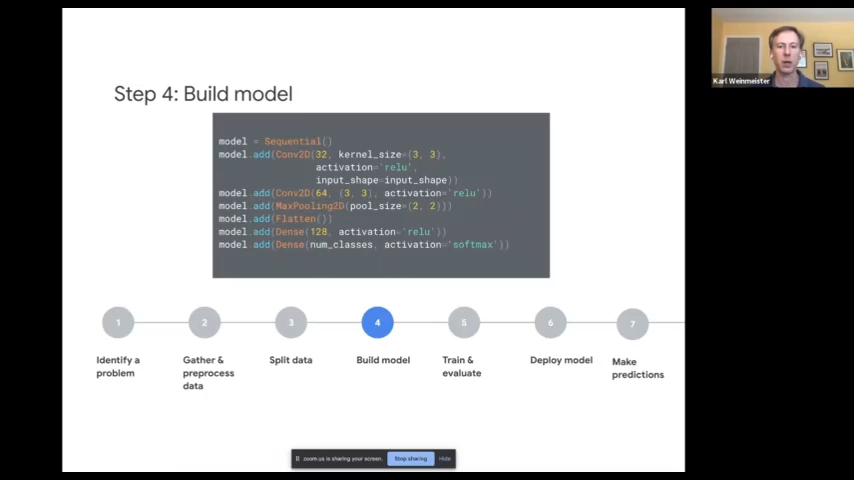 Karl Weinmeister
Step 4: Build model
model = Sequential()
model.add(Conv2D(32, kernel_size=(3, 3),
activation='relu',
input_shape=input_shape))
model.add(Conv2D(64, (3, 3), activation='relu'))
model.add(MaxPooling2D(pool_size=(2, 2)))
model.add(Flatten())
model.add(Dense(128, activation='relu'))
model.add(Dense(num_classes, activation='softmax'))
1 2 3 4 5 6 7
Identify a
problem
Gather &
preprocess
data
Split data
Build model
Train &
evaluate
Deploy model
Make
predictions
zoom.us is sharing your screen.
Stop sharing
Hide